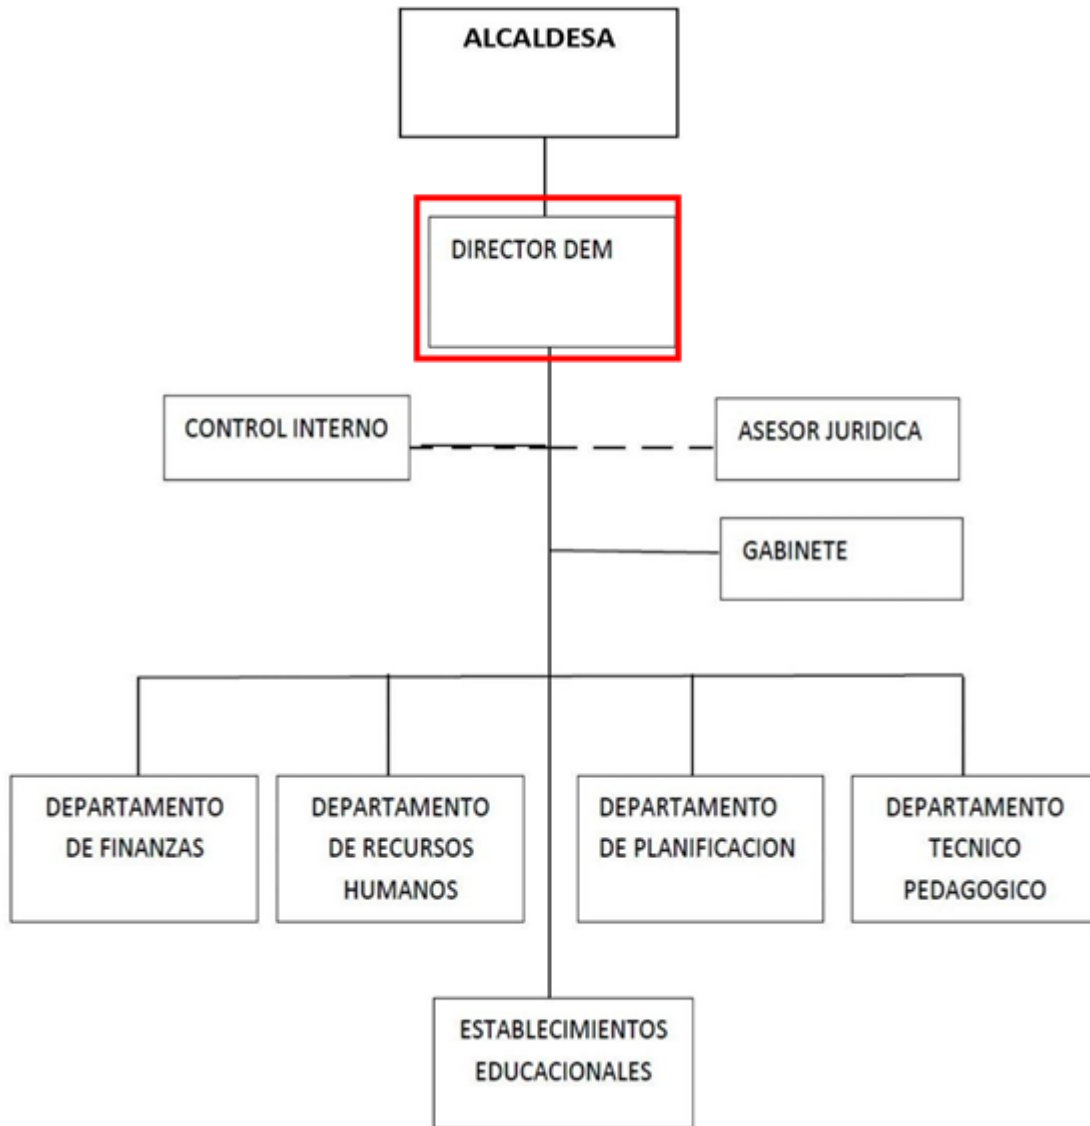 ALCALDESA
DIRECTOR DEM
CONTROL INTERNO
ASESOR JURIDICA
GABINETE
DEPARTAMENTO
DE FINANZAS
DEPARTAMENTO
DE RECURSOS
HUMANOS
DEPARTAMENTO
DE PLANIFICACION
DEPARTAMENTO
TECNICO
PEDAGOGICO
ESTABLECIMIENTOS
EDUCACIONALES